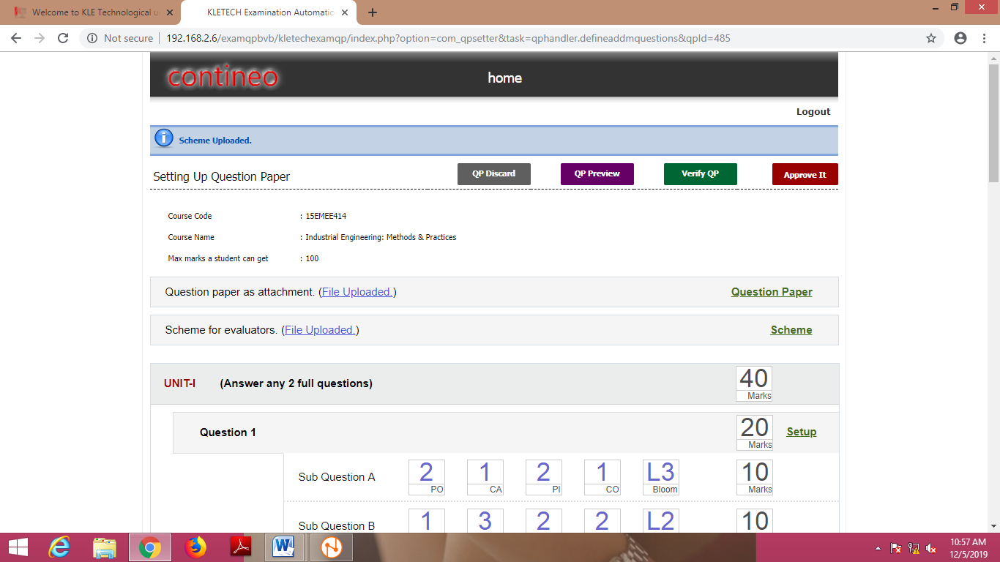 Welcome to KLE Technological u
KLETECH Examination Automatio
Not secure
192.168.2.6/examqpbvb/kletechexamqp/index.php?option=com_qpsetter&task=qphandler.defineaddmquestions&qpId=485
contineo
home
Logout
Scheme Uploaded.
Setting Up Question Paper
QP Discard
QP Preview
Verify QP
Approve It
Course Code : 15EMEE414
Course Name : Industrial Engineering: Methods & Practices
Max marks a student can get : 100
Question paper as attachment. (File Uploaded.) Question Paper
Scheme for evaluators. (File Uploaded.) Scheme
UNIT-I (Answer any 2 full questions) 40 Marks
Question 1 20 Marks Setup
Sub Question A 2 PO 1 CA 2 PI 1 CO L3 Bloom 10 Marks
Sub Question B 1 3 2 2 L2 10
10:57 AM
12/5/2019